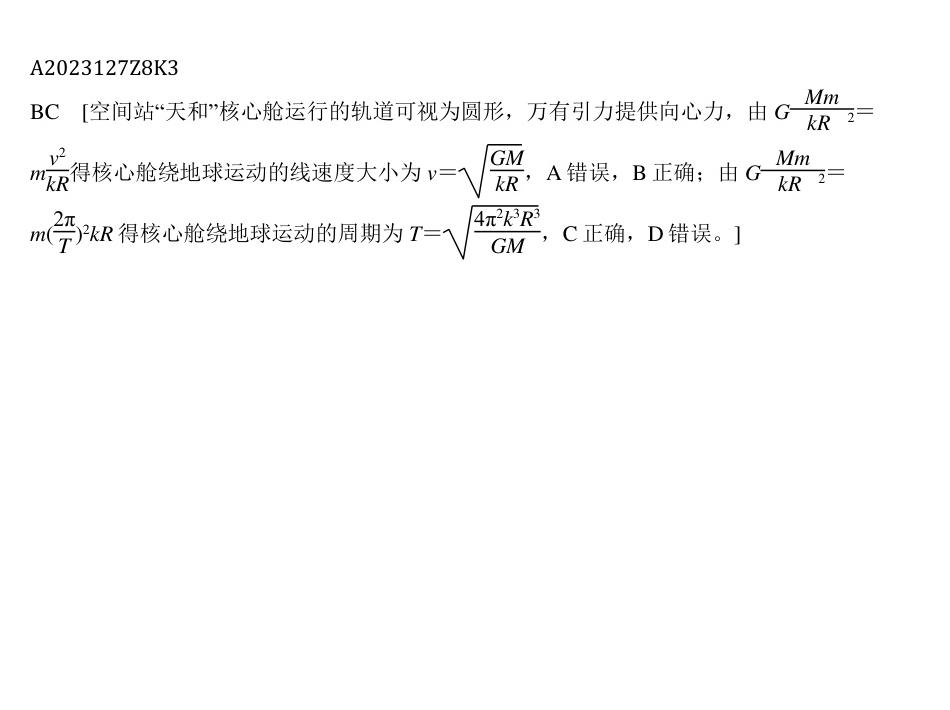 A2023127Z8K3
BC [空间站“天和”核心舱运行的轨道可视为圆形，万有引力提供向心力，由 G\frac{Mm}{kR ^2}＝
m\frac{v^2}{kR}得核心舱绕地球运动的线速度大小为 v＝\sqrt{\frac{GM}{kR}}，A 错误，B 正确；由 G\frac{Mm}{kR ^2}＝
m(\frac{2π}{T})^2kR 得核心舱绕地球运动的周期为 T＝\sqrt{\frac{4π^2k^3R^3}{GM}}，C 正确，D 错误。]